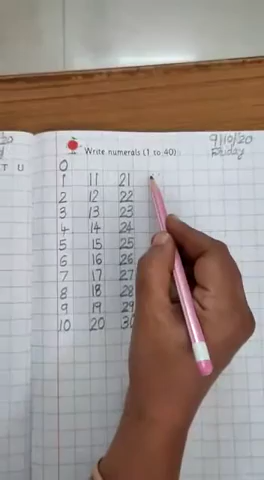 9/10/20
Friday
Write numerals (1 to 40)
T U
0
1 11 21
2 12 22
3 13 23
4 14 24
5 15 25
6 16 26
7 17 27
8 18 28
9 19 29
10 20 30